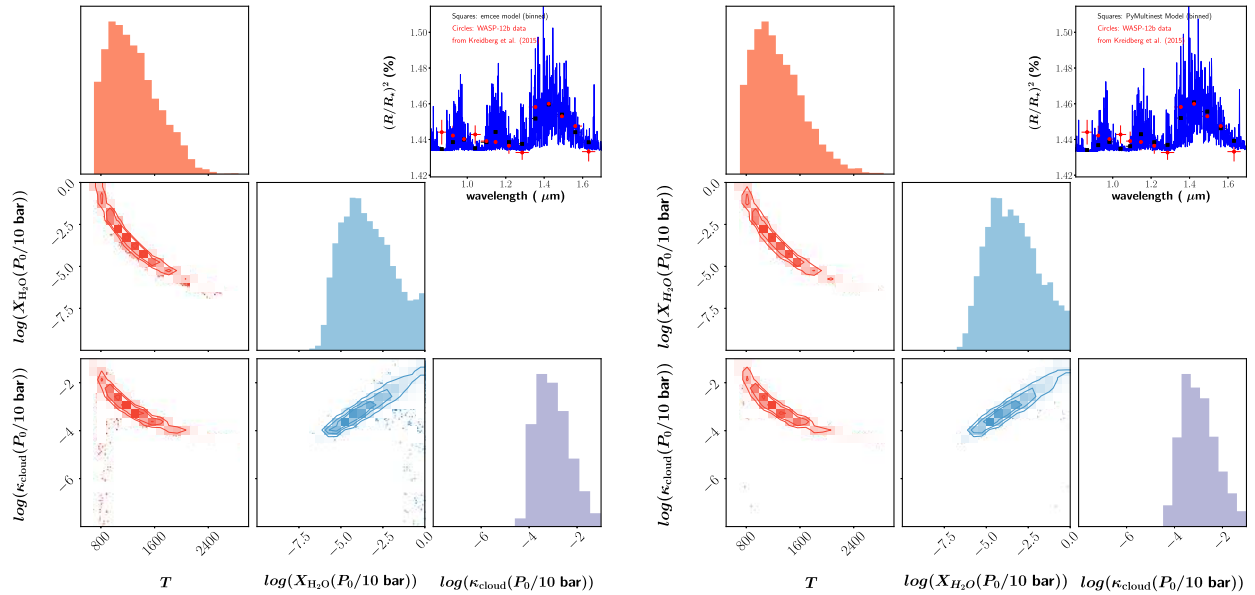 Squares: emcee model (binned)
Circles: WASP-12b data
from Kreidberg et al. (2015)
(R/R⋆)² (%)
1.50
1.48
1.46
1.44
1.42
1.0 1.2 1.4 1.6
wavelength ( μm)
log(X_H₂O(P₀/10 bar))
0.0
−2.5
−5.0
−7.5
log(κ_cloud(P₀/10 bar))
−2
−4
−6
800 1600 2400
T
−7.5 −5.0 −2.5 0.0
log(X_H₂O(P₀/10 bar))
−6 −4 −2
log(κ_cloud(P₀/10 bar))
Squares: PyMultinest Model (binned)
Circles: WASP-12b data
from Kreidberg et al. (2015)
(R/R⋆)² (%)
1.50
1.48
1.46
1.44
1.42
1.0 1.2 1.4 1.6
wavelength ( μm)
log(X_H₂O(P₀/10 bar))
0.0
−2.5
−5.0
−7.5
log(κ_cloud(P₀/10 bar))
−2
−4
−6
800 1600 2400
T
−7.5 −5.0 −2.5 0.0
log(X_H₂O(P₀/10 bar))
−6 −4 −2
log(κ_cloud(P₀/10 bar))